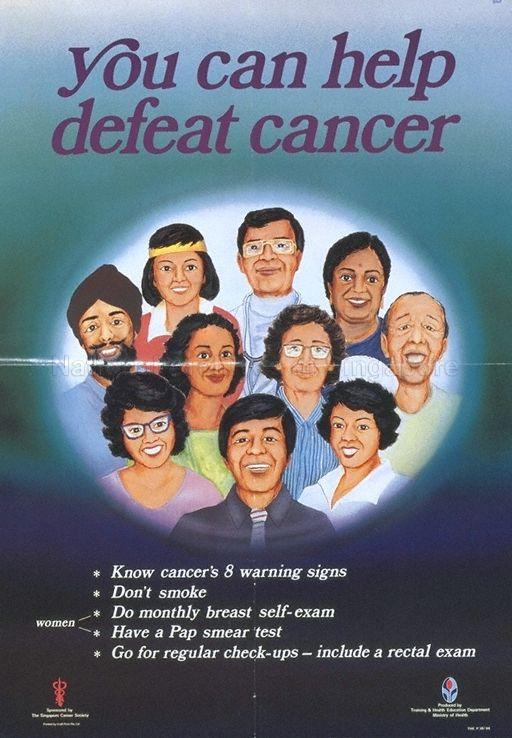 you can help
defeat cancer
* Know cancer's 8 warning signs
* Don't smoke
women
* Do monthly breast self-exam
* Have a Pap smear test
* Go for regular check-ups – include a rectal exam
Sponsored by
The Singapore Cancer Society
Produced by
Training & Health Education Department
Ministry of Health